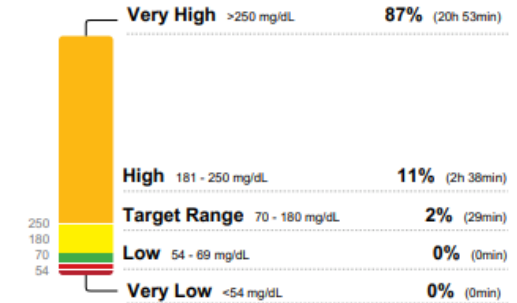 Very High >250 mg/dL 87% (20h 53min)
High 181 - 250 mg/dL 11% (2h 38min)
Target Range 70 - 180 mg/dL 2% (29min)
Low 54 - 69 mg/dL 0% (0min)
Very Low <54 mg/dL 0% (0min)
250
180
70
54